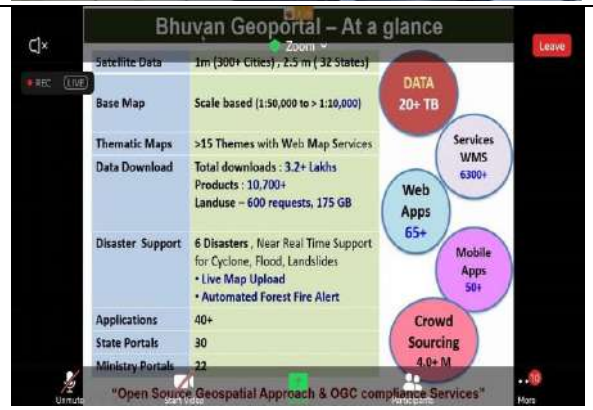 Bhuvan Geoportal – At a glance
Zoom
Leave
REC LIVE
Satellite Data 1m (300+ Cities) , 2.5 m ( 32 States)
Base Map Scale based (1:50,000 to > 1:10,000)
Thematic Maps >15 Themes with Web Map Services
Data Download Total downloads : 3.2+ Lakhs
Products : 10,700+
Landuse – 600 requests, 175 GB
Disaster Support 6 Disasters , Near Real Time Support
for Cyclone, Flood, Landslides
• Live Map Upload
• Automated Forest Fire Alert
Applications 40+
State Portals 30
Ministry Portals 22
DATA
20+ TB
Services
WMS
6300+
Web
Apps
65+
Mobile
Apps
50+
Crowd
Sourcing
4.0+ M
"Open Source Geospatial Approach & OGC compliance Services"
Unmute
Start Video
Participants
More